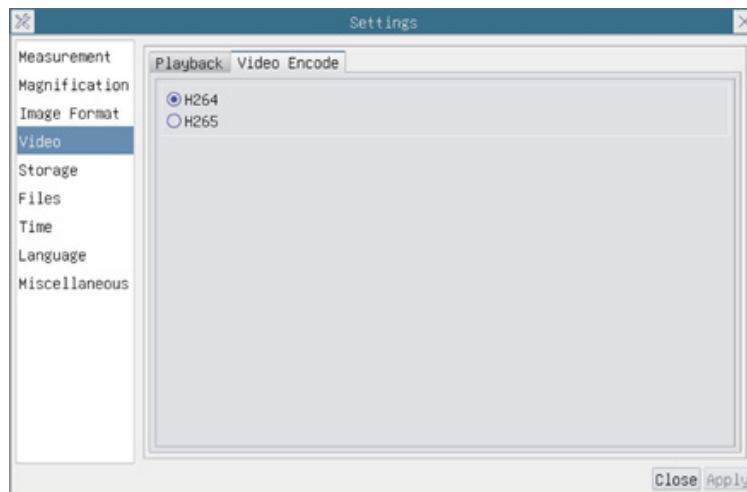 Settings
Measurement
Magnification
Image Format
Video
Storage
Files
Time
Language
Miscellaneous
Playback
Video Encode
H264
H265
Close
Apply